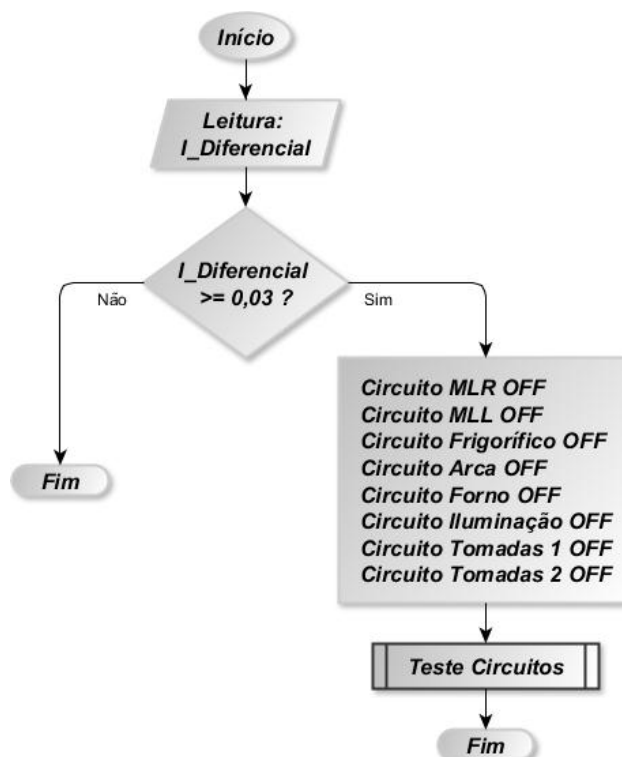 Início
Leitura:
I_Diferencial
I_Diferencial
>= 0,03 ?
Não
Sim
Circuito MLR OFF
Circuito MLL OFF
Circuito Frigorífico OFF
Circuito Arca OFF
Circuito Forno OFF
Circuito Iluminação OFF
Circuito Tomadas 1 OFF
Circuito Tomadas 2 OFF
Fim
Teste Circuitos
Fim